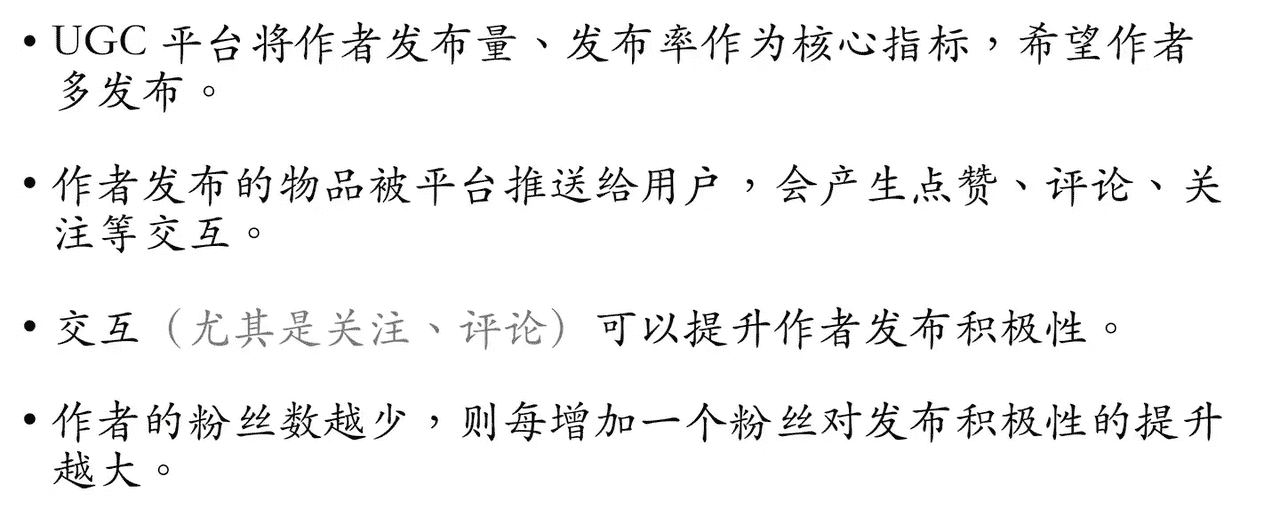 • UGC 平台将作者发布量、发布率作为核心指标，希望作者
多发布。
• 作者发布的物品被平台推送给用户，会产生点赞、评论、关
注等交互。
• 交互（尤其是关注、评论）可以提升作者发布积极性。
• 作者的粉丝数越少，则每增加一个粉丝对发布积极性的提升
越大。